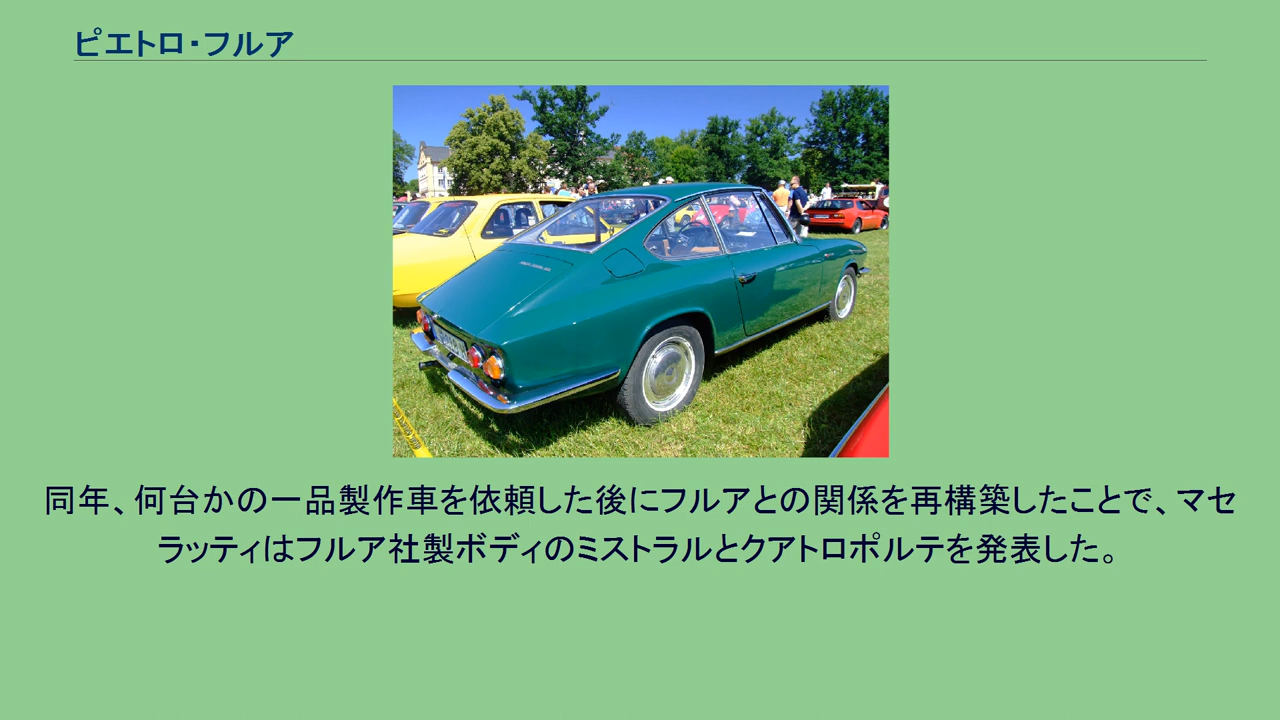 ピエトロ・フルア
同年、何台かの一品製作車を依頼した後にフルアとの関係を再構築したことで、マセ
ラッティはフルア社製ボディのミストラルとクアトロポルテを発表した。